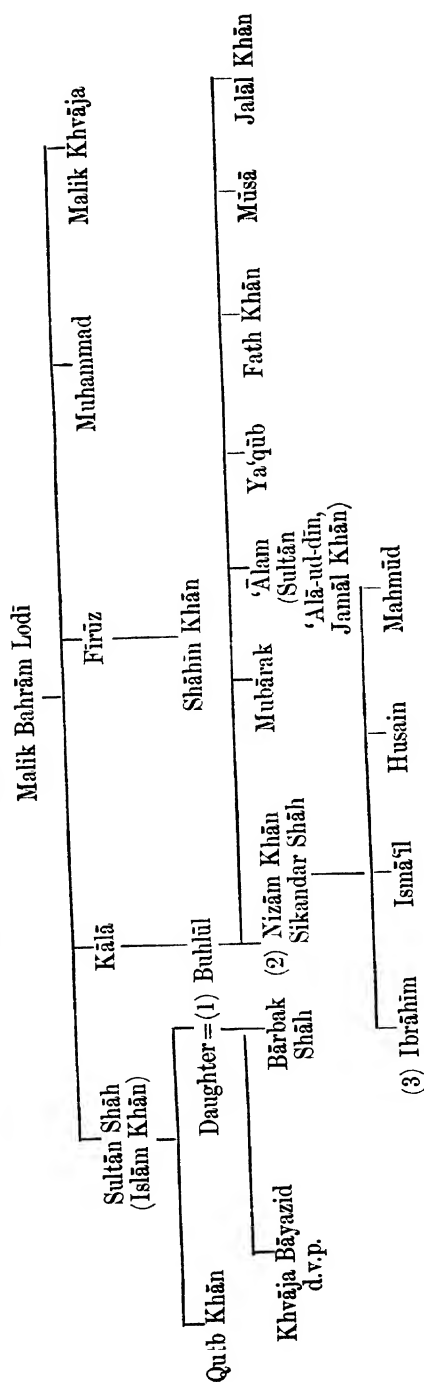 Malik Bahrām Lodī
Sultān Shāh
(Islām Khān)
Kālā
Fīrūz
Muhammad
Malik Khvāja
Qutb Khān
Daughter = (1) Buhlūl
Shāhīn Khān
Khvāja Bāyazid
d.v.p.
Bārbak
Shāh
(2) Nizām Khān
Sikandar Shāh
Mubārak
‘Ālam
(Sultān
‘Alā-ud-dīn,
Jamāl Khān)
Ya‘qūb
Fath Khān
Mūsā
Jalāl Khān
(3) Ibrāhīm
Ismā‘īl
Husain
Mahmūd